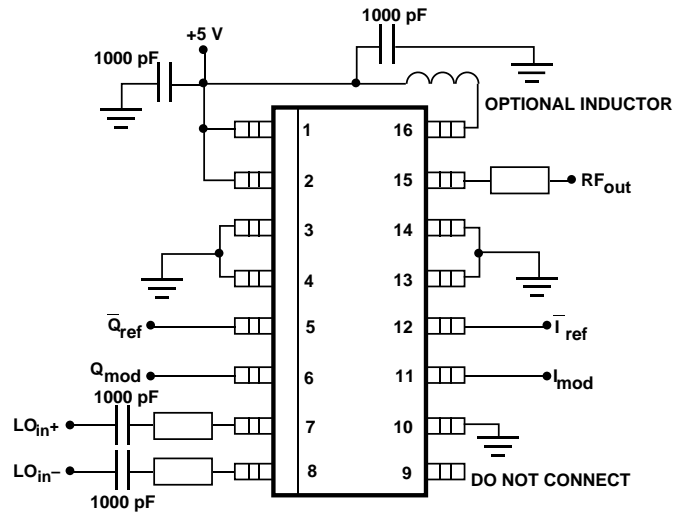 1000 pF
+5 V
1000 pF
OPTIONAL INDUCTOR
1 16
2 15 RFout
3 14
4 13
Q̅ref 5 12 I̅ref
Qmod 6 11 Imod
1000 pF
LOin+ 7 10
LOin– 8 9 DO NOT CONNECT
1000 pF